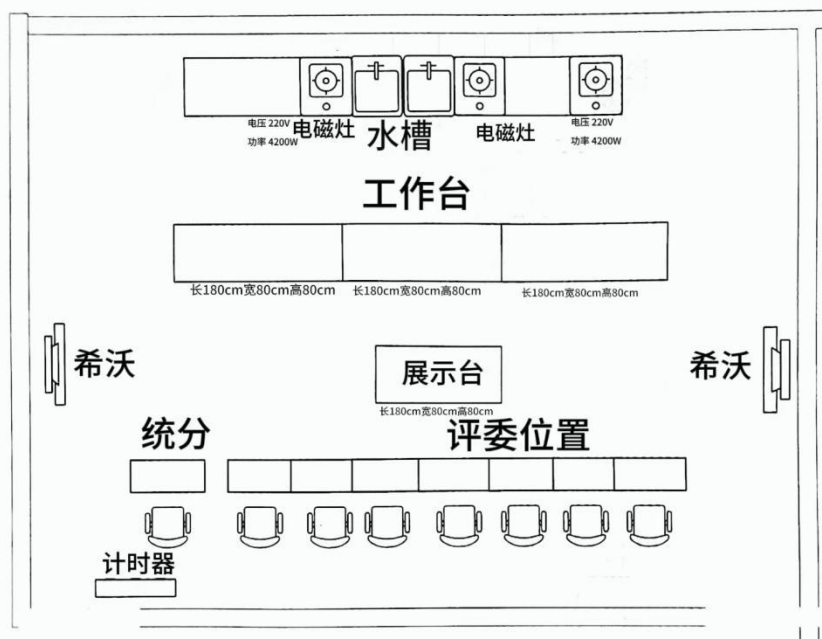 电压 220V
功率 4200W
电磁灶
水槽
电磁灶
电压 220V
功率 4200W
工作台
长180cm宽80cm高80cm
长180cm宽80cm高80cm
长180cm宽80cm高80cm
希沃
展示台
长180cm宽80cm高80cm
希沃
统分
评委位置
计时器